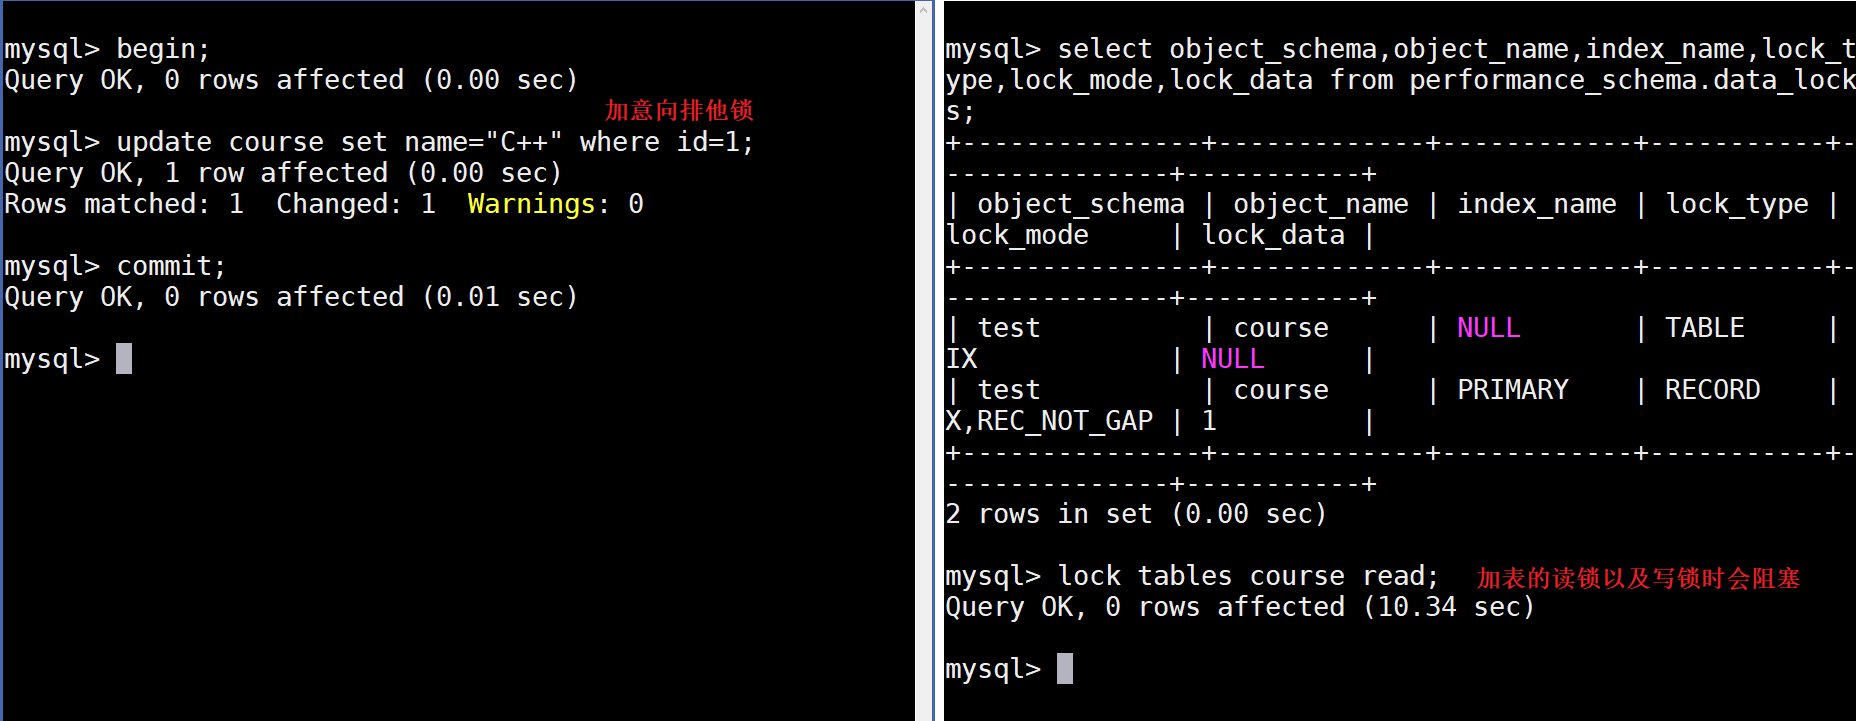 mysql> begin;
Query OK, 0 rows affected (0.00 sec)
加意向排他锁
mysql> update course set name="C++" where id=1;
Query OK, 1 row affected (0.00 sec)
Rows matched: 1  Changed: 1  Warnings: 0
mysql> commit;
Query OK, 0 rows affected (0.01 sec)
mysql>
mysql> select object_schema,object_name,index_name,lock_t
ype,lock_mode,lock_data from performance_schema.data_lock
s;
+---------------+-------------+------------+-----------+-
--------------+-----------+
| object_schema | object_name | index_name | lock_type |
lock_mode     | lock_data |
+---------------+-------------+------------+-----------+-
--------------+-----------+
| test          | course      | NULL       | TABLE     |
IX            | NULL      |
| test          | course      | PRIMARY    | RECORD    |
X,REC_NOT_GAP | 1         |
+---------------+-------------+------------+-----------+-
--------------+-----------+
2 rows in set (0.00 sec)
mysql> lock tables course read; 加表的读锁以及写锁时会阻塞
Query OK, 0 rows affected (10.34 sec)
mysql>